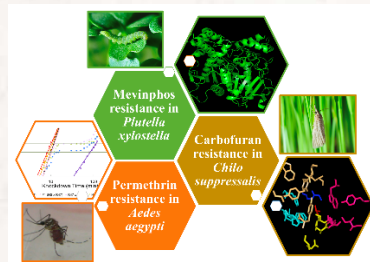 Mevinphos
resistance in
Plutella
xylostella
Carbofuran
resistance in
Chilo
suppressalis
Permethrin
resistance in
Aedes
aegypti